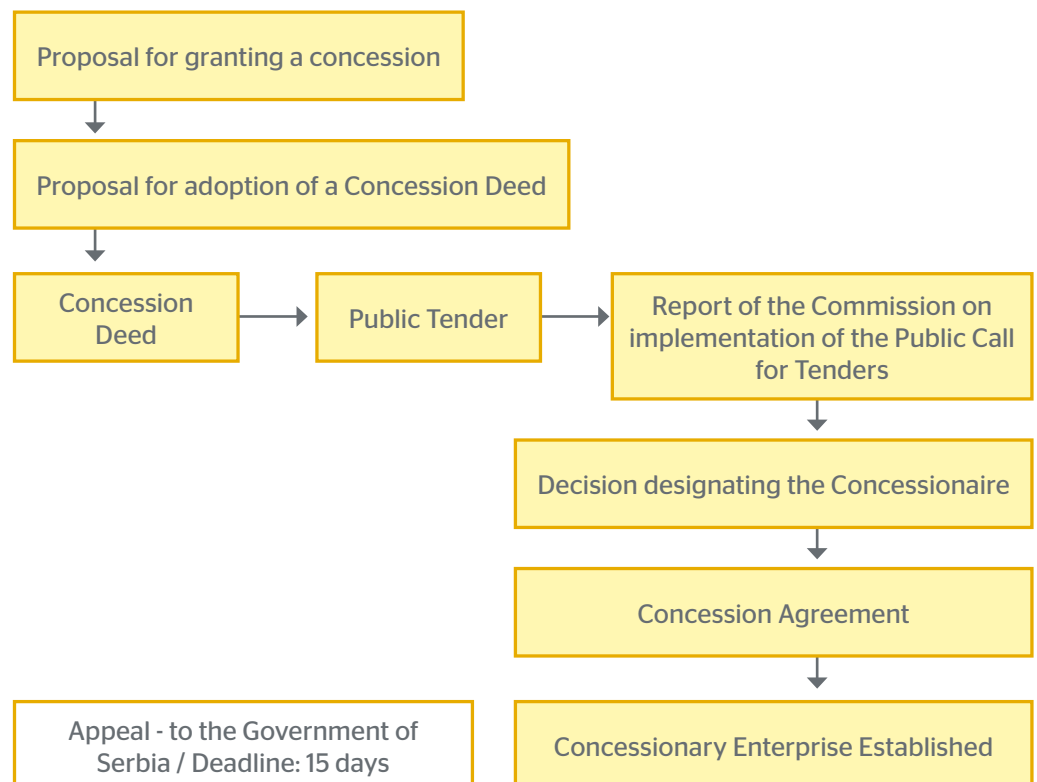 Proposal for granting a concession
Proposal for adoption of a Concession Deed
Concession
Deed
Public Tender
Report of the Commission on
implementation of the Public Call
for Tenders
Decision designating the Concessionaire
Concession Agreement
Appeal - to the Government of
Serbia / Deadline: 15 days
Concessionary Enterprise Established